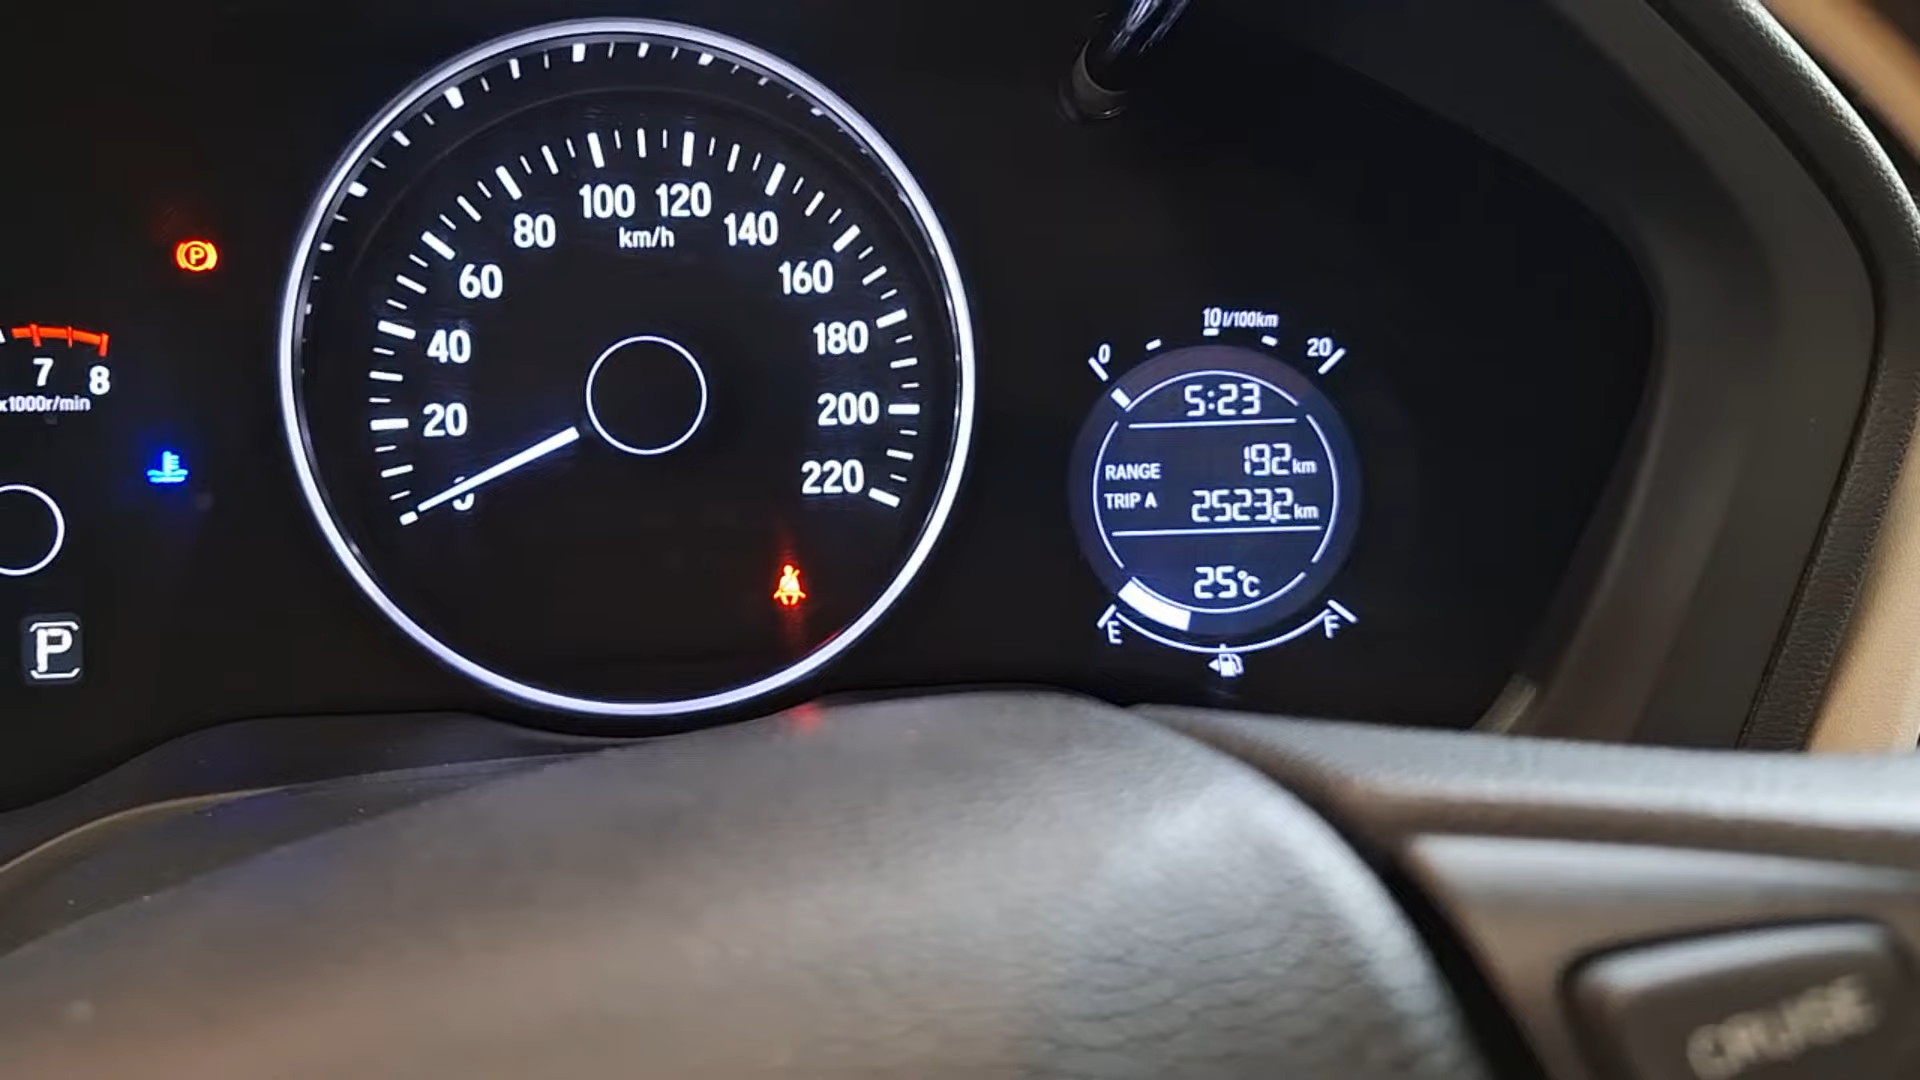 100 120
80 km/h 140
60 160
40 180
20 200
0 220
P
7 8
x1000r/min
P
10 l/100km
0 20
5:23
RANGE 192 km
TRIP A 2523.2 km
25°C
E F
CRUISE